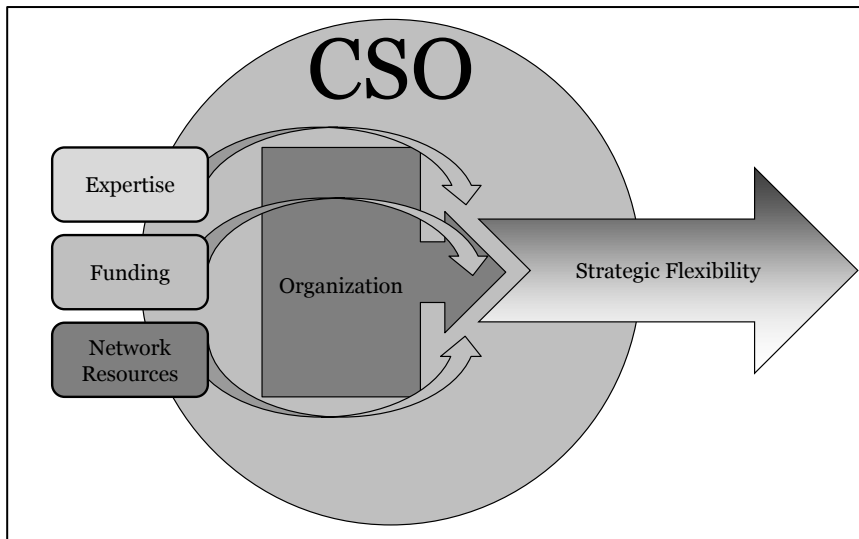 CSO
Expertise
Funding
Network
Resources
Organization
Strategic Flexibility